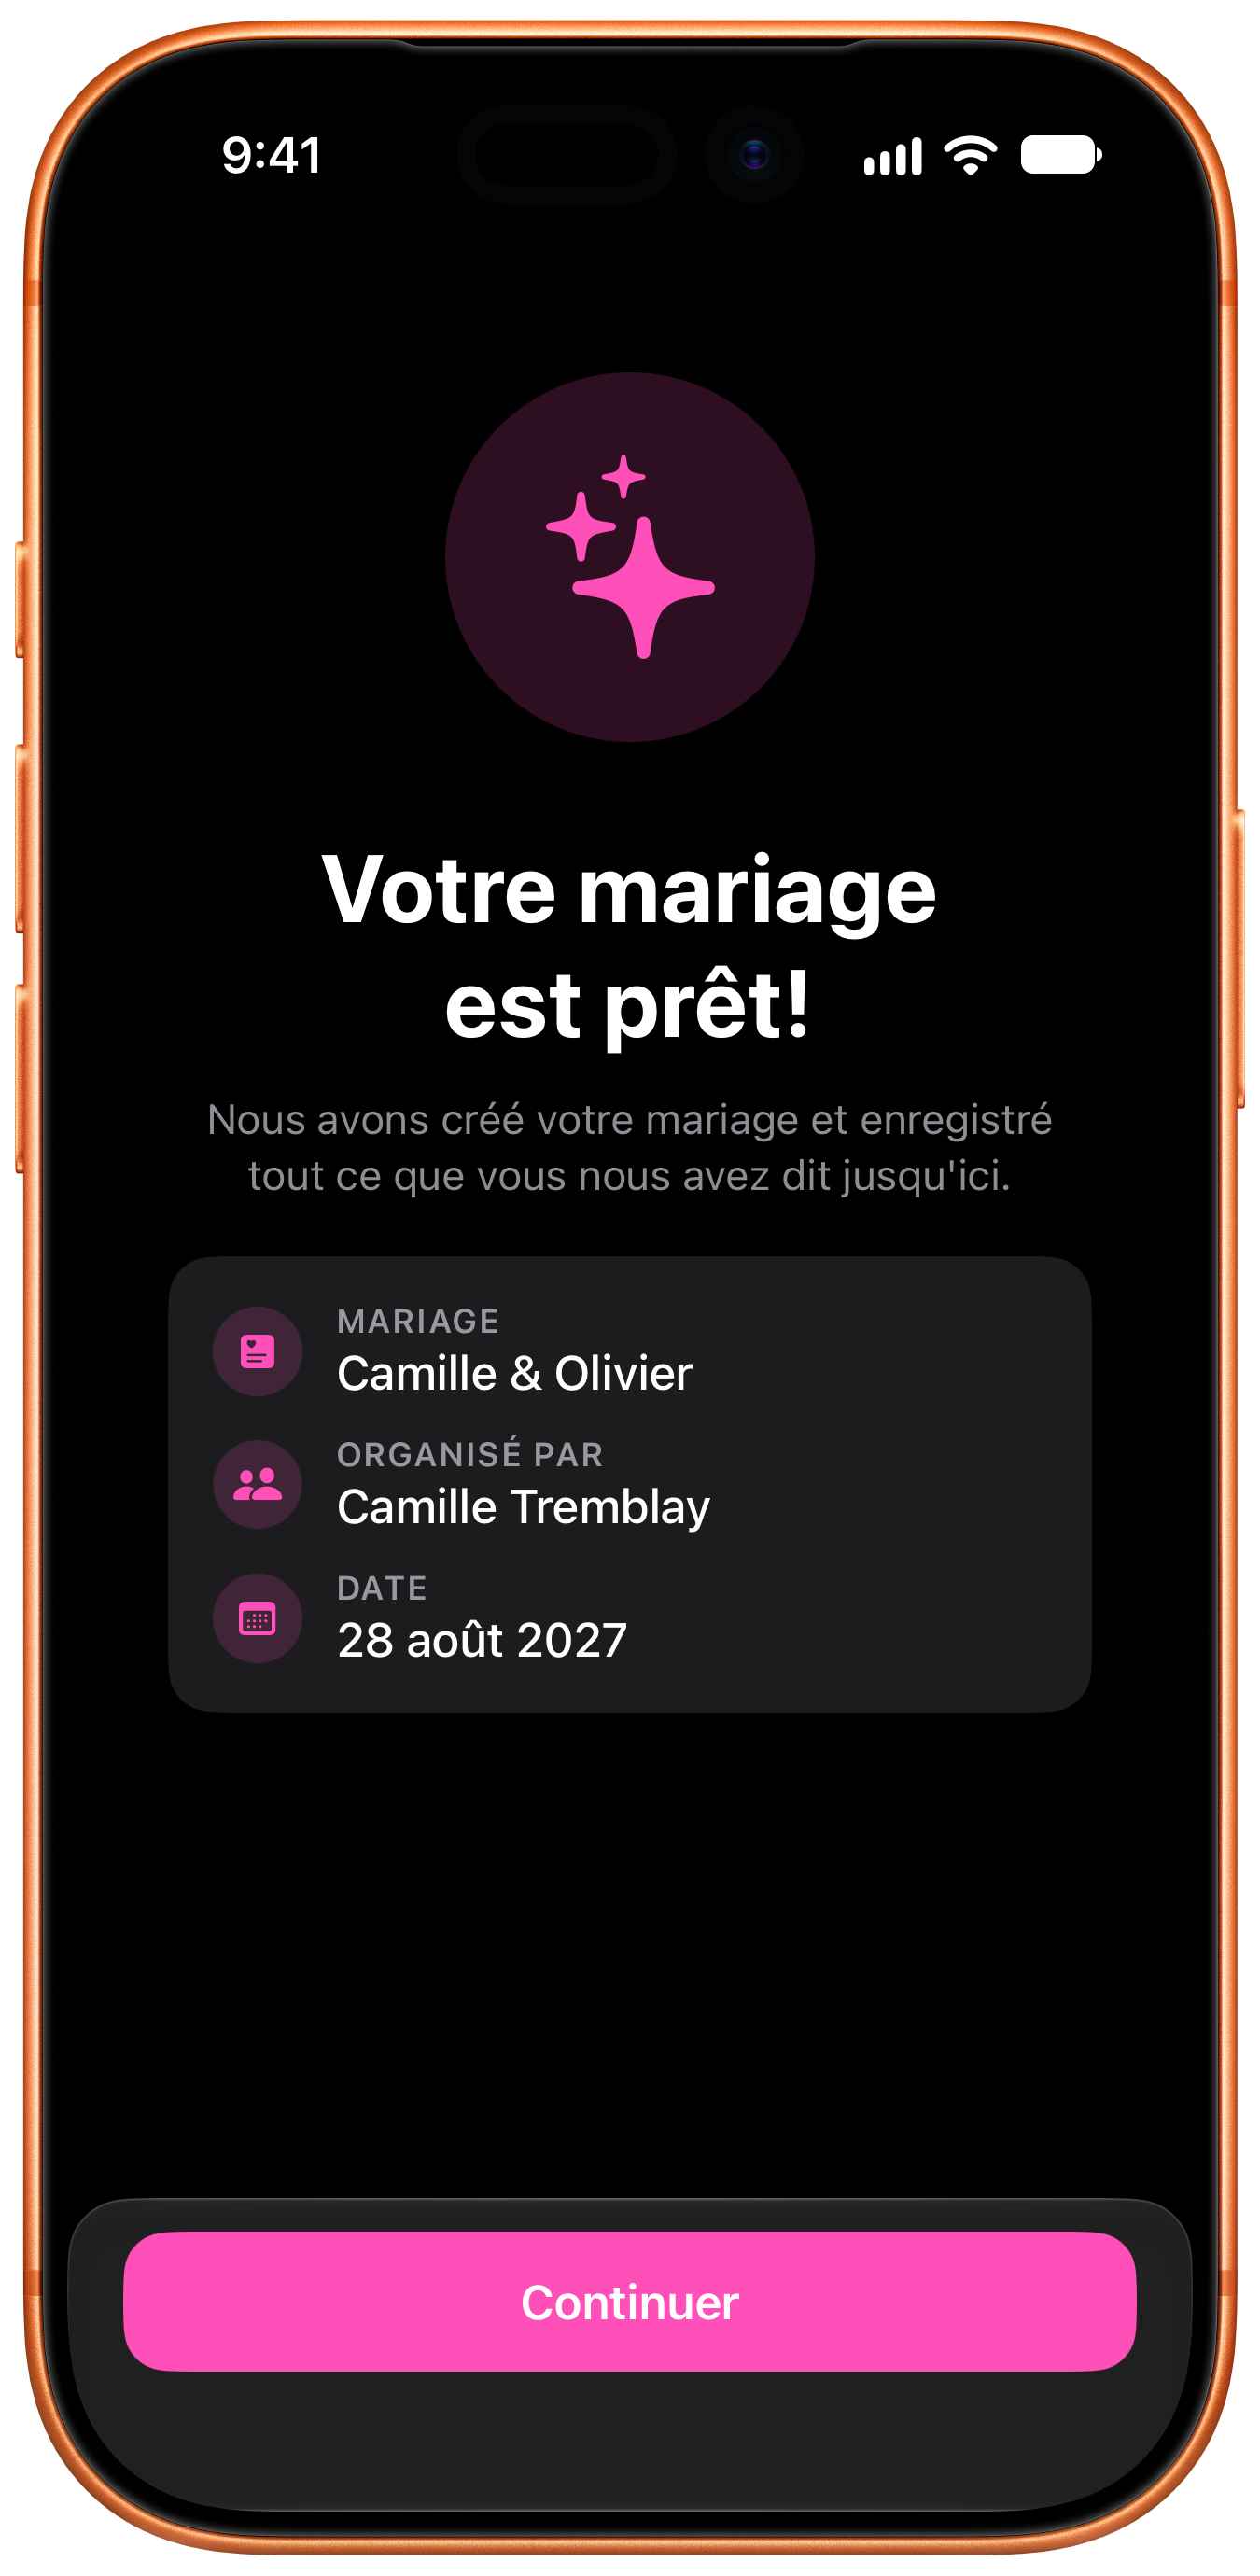 9:41
Votre mariage
est prêt!
Nous avons créé votre mariage et enregistré
tout ce que vous nous avez dit jusqu'ici.
MARIAGE
Camille & Olivier
ORGANISÉ PAR
Camille Tremblay
DATE
28 août 2027
Continuer